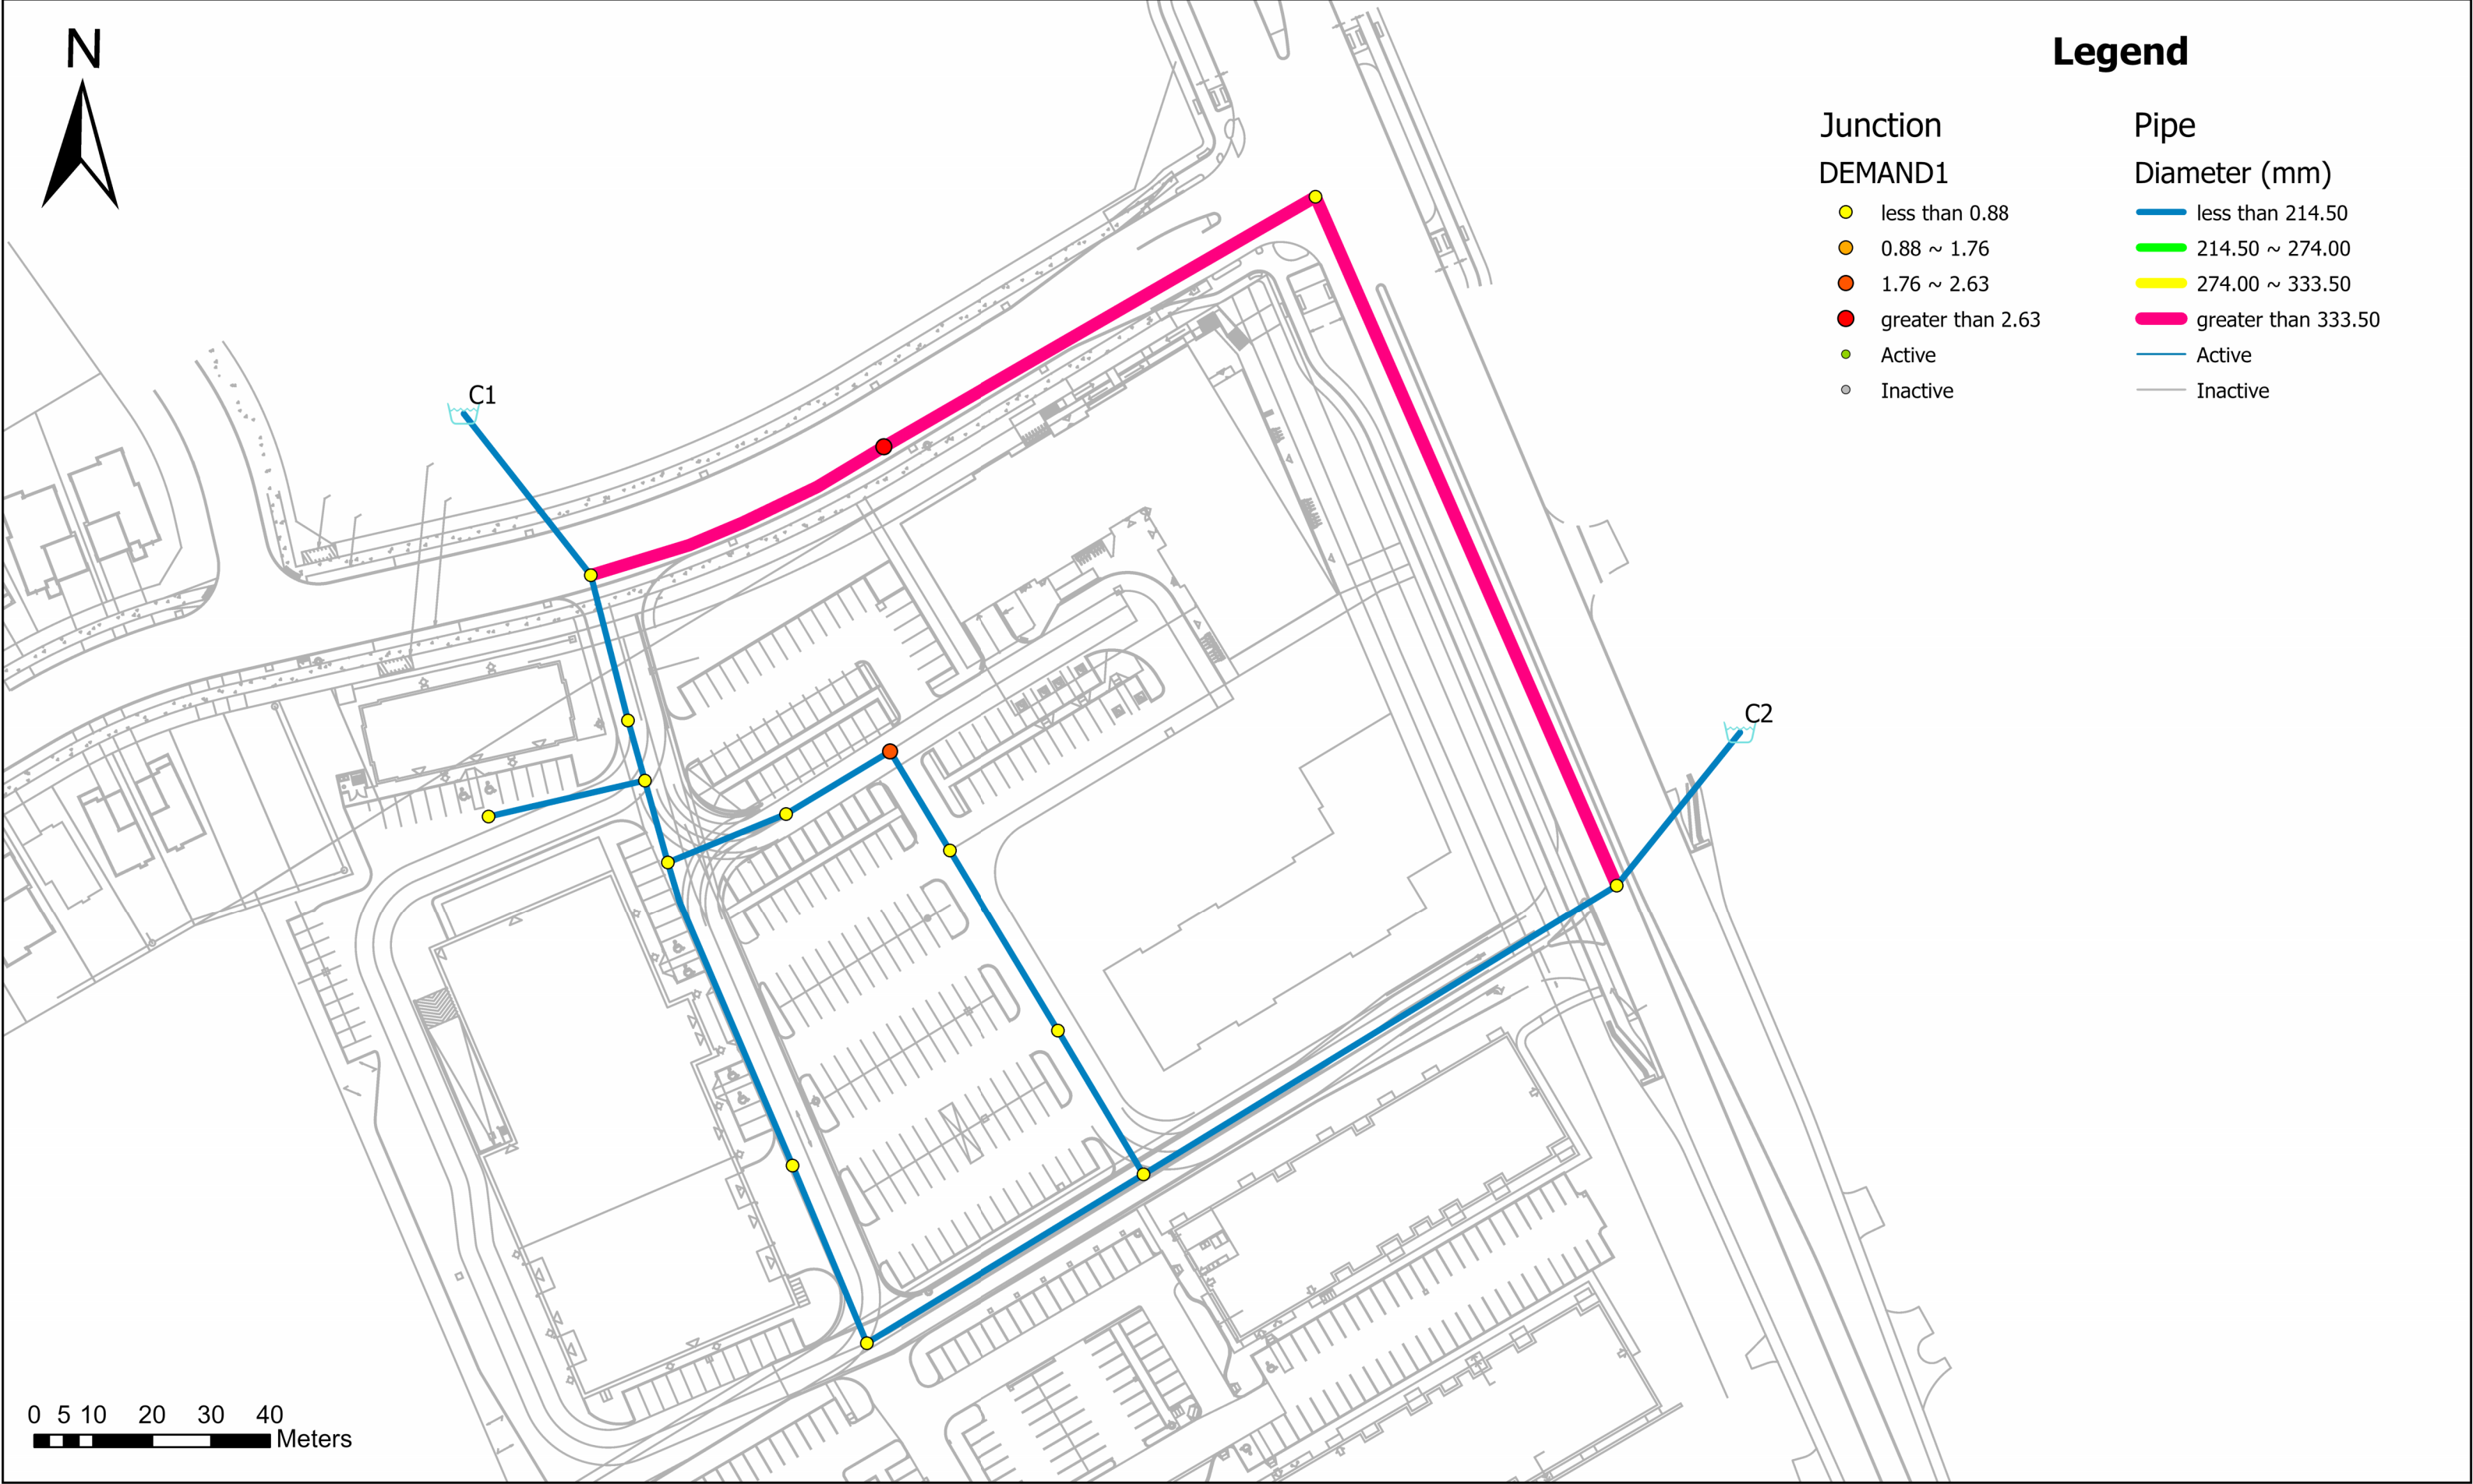 N
Legend
Junction
DEMAND1
less than 0.88
0.88 ~ 1.76
1.76 ~ 2.63
greater than 2.63
Active
Inactive
Pipe
Diameter (mm)
less than 214.50
214.50 ~ 274.00
274.00 ~ 333.50
greater than 333.50
Active
Inactive
C1
C2
0 5 10 20 30 40
Meters